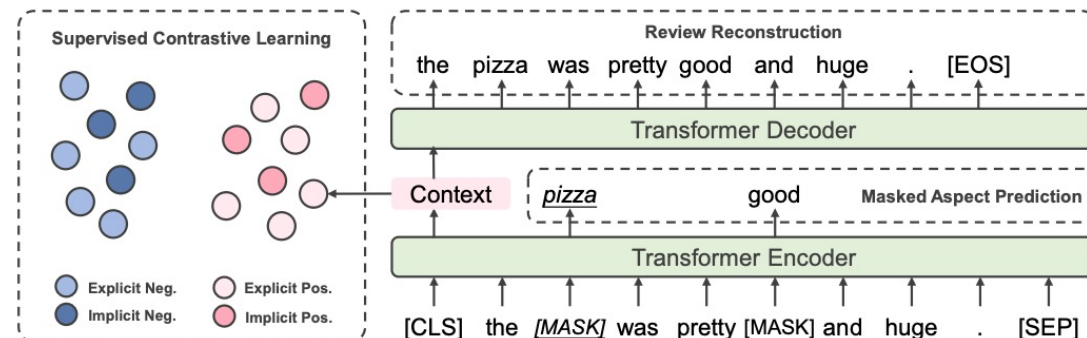 Supervised Contrastive Learning
Explicit Neg.
Explicit Pos.
Implicit Neg.
Implicit Pos.
Review Reconstruction
the pizza was pretty good and huge . [EOS]
Transformer Decoder
Context
pizza
good
Masked Aspect Prediction
Transformer Encoder
[CLS] the [MASK] was pretty [MASK] and huge . [SEP]